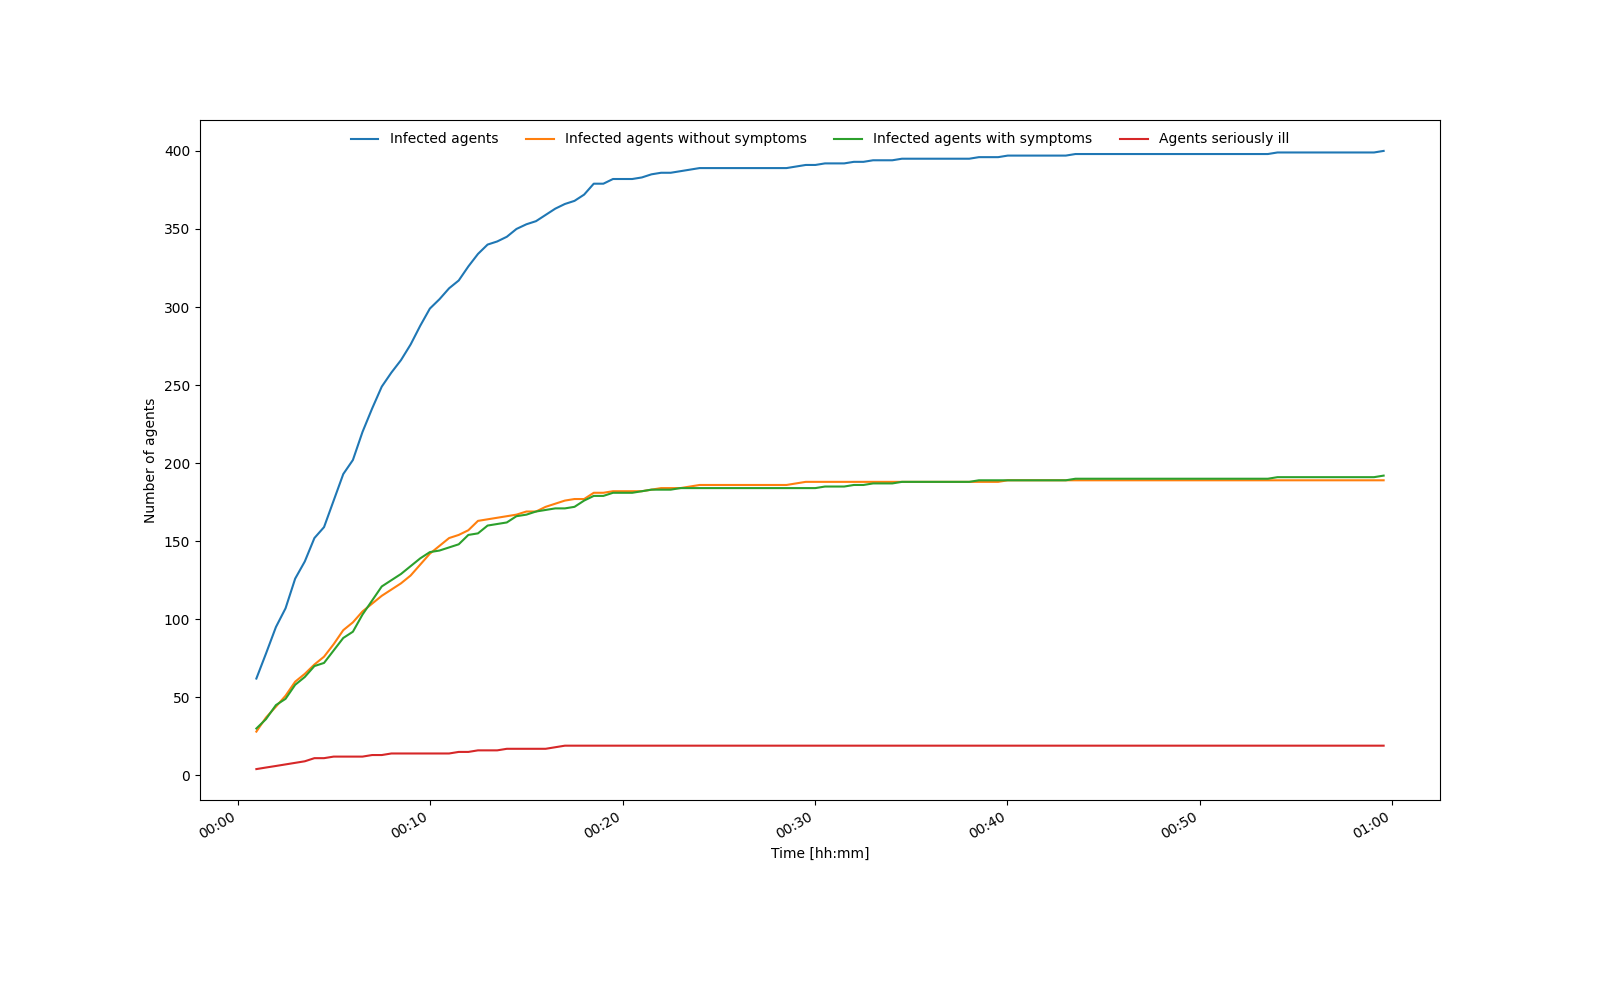 Infected agents Infected agents without symptoms Infected agents with symptoms Agents seriously ill
400
350
300
250
200
150
100
50
0
Number of agents
00:00 00:10 00:20 00:30 00:40 00:50 01:00
Time [hh:mm]